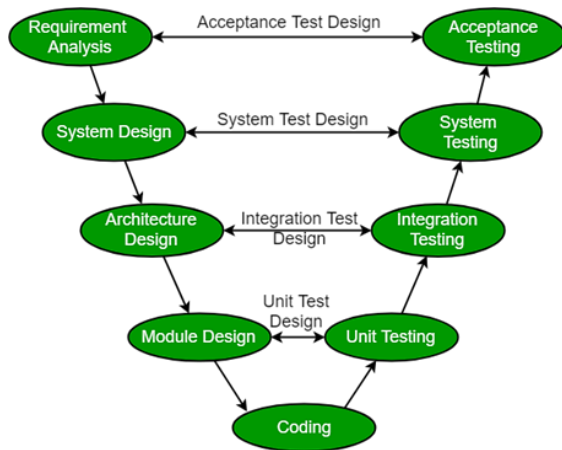 Requirement
Analysis
Acceptance Test Design
Acceptance
Testing
System Design
System Test Design
System
Testing
Architecture
Design
Integration Test
Design
Integration
Testing
Module Design
Unit Test
Design
Unit Testing
Coding